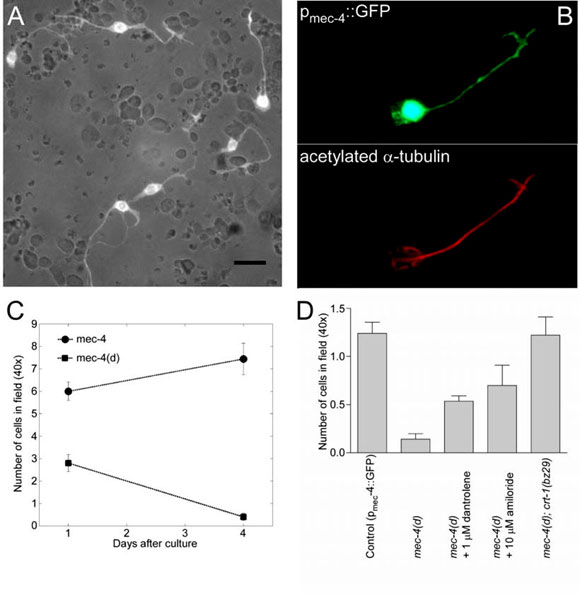 A
B
p mec-4::GFP
acetylated α-tubulin
C
Number of cells in field (40x)
9
8
7
6
5
4
3
2
1
0
mec-4
mec-4(d)
1
2
3
4
Days after culture
D
Number of cells in field (40x)
1.5
1.0
0.5
0.0
Control (p mec-4::GFP)
mec-4(d)
mec-4(d)
+ 1 μM dantrolene
mec-4(d)
+ 10 μM amiloride
mec-4(d); crt-1(bz29)